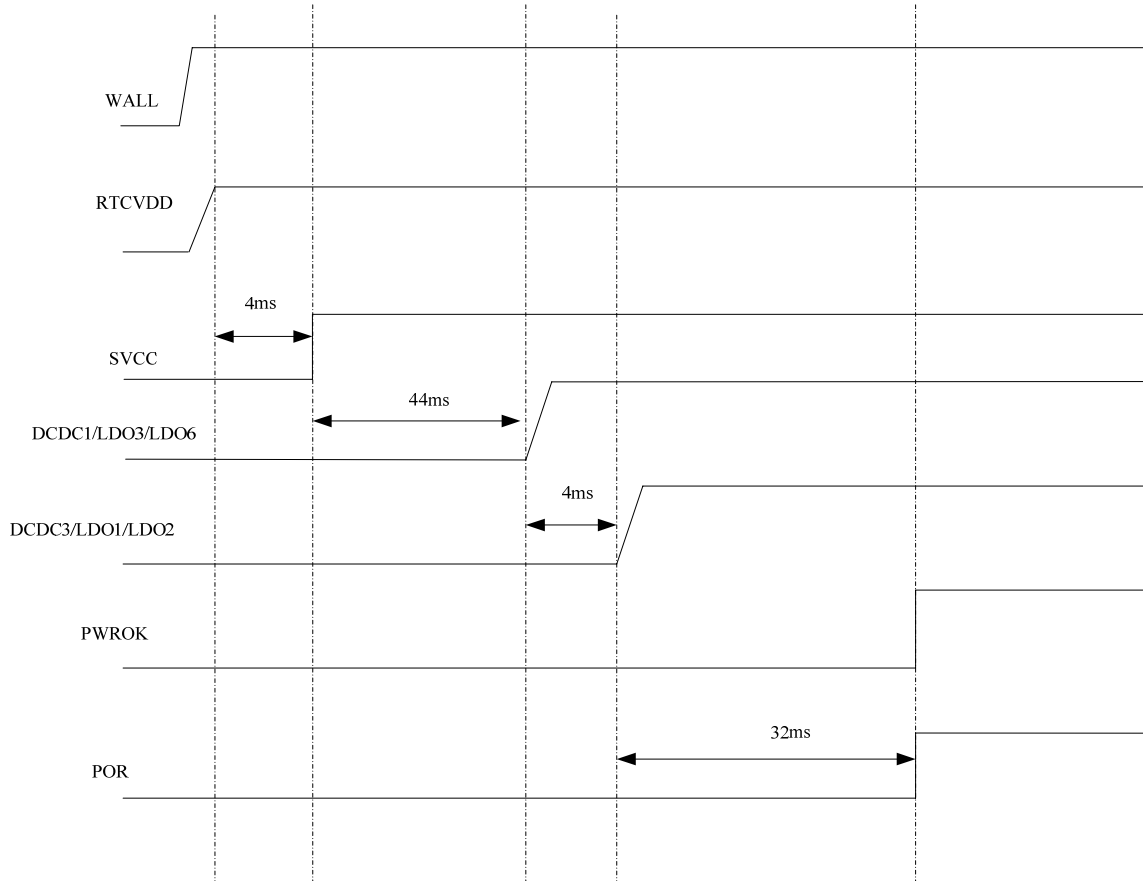 WALL
RTCVDD
4ms
SVCC
44ms
DCDC1/LDO3/LDO6
4ms
DCDC3/LDO1/LDO2
PWROK
32ms
POR